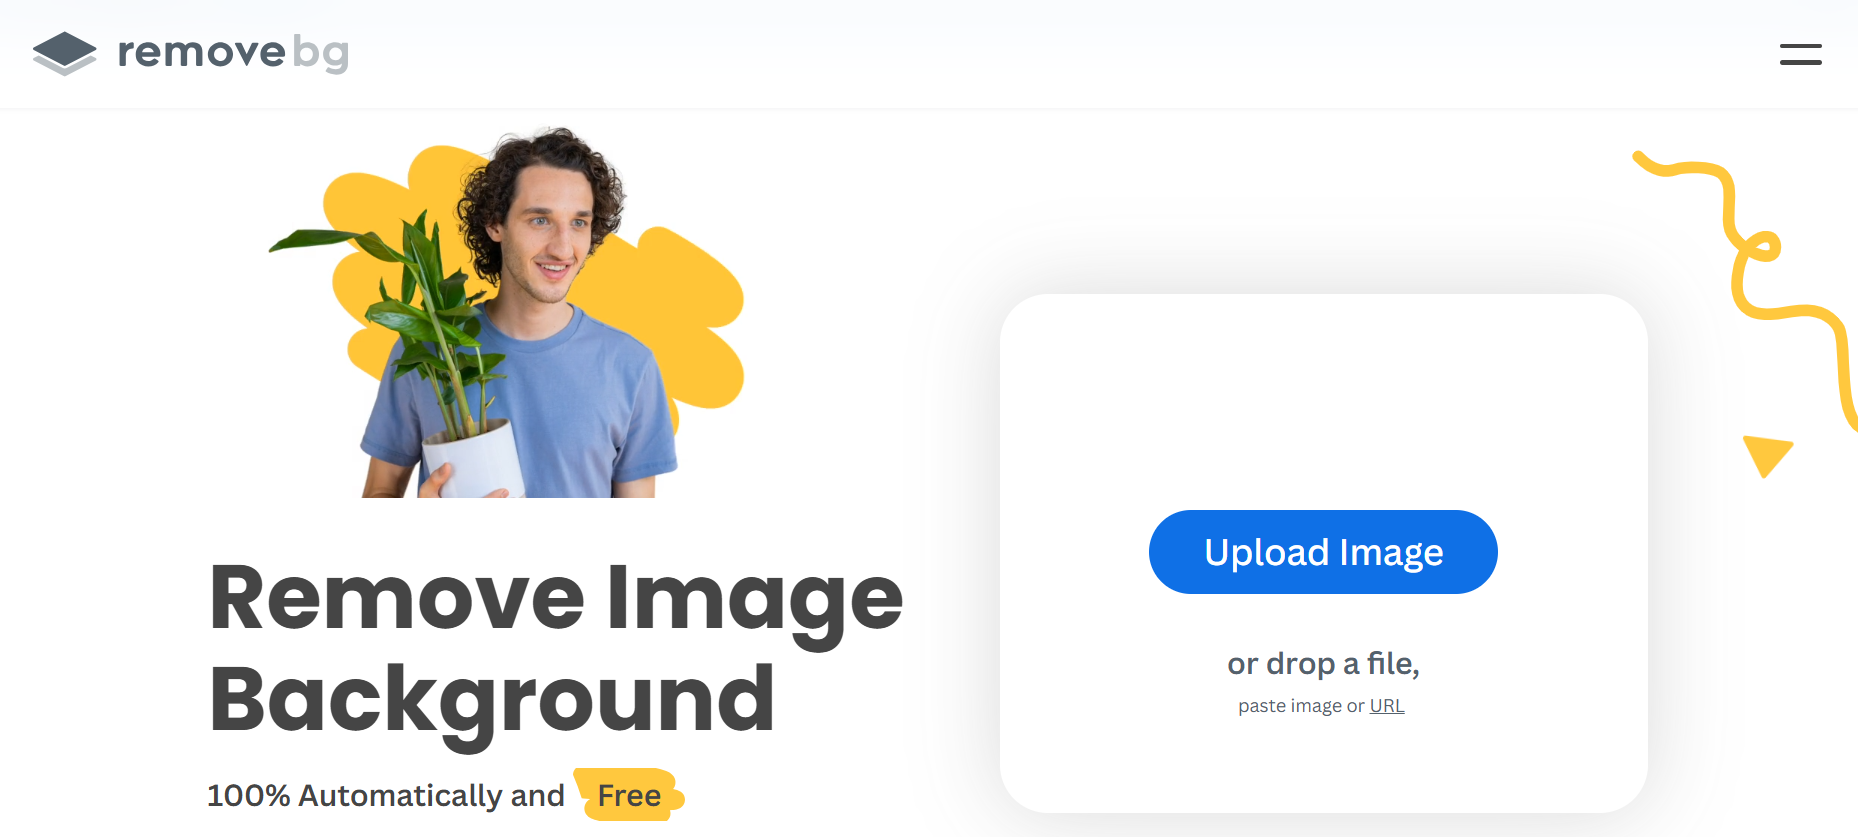 remove bg
Remove Image
Background
100% Automatically and Free
Upload Image
or drop a file,
paste image or URL